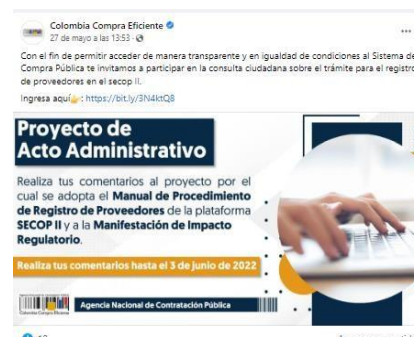 Colombia Compra Eficiente
27 de mayo a las 13:53 ·
...
Con el fin de permitir acceder de manera transparente y en igualdad de condiciones al Sistema de
Compra Pública te invitamos a participar en la consulta ciudadana sobre el trámite para el registro
de proveedores en el secop II.
Ingresa aquí👉: https://bit.ly/3N4ktQ8
Proyecto de
Acto Administrativo
Realiza tus comentarios al proyecto por el
cual se adopta el Manual de Procedimiento
de Registro de Proveedores de la plataforma
SECOP II y a la Manifestación de Impacto
Regulatorio.
Realiza tus comentarios hasta el 3 de junio de 2022
Colombia Compra Eficiente
Agencia Nacional de Contratación Pública